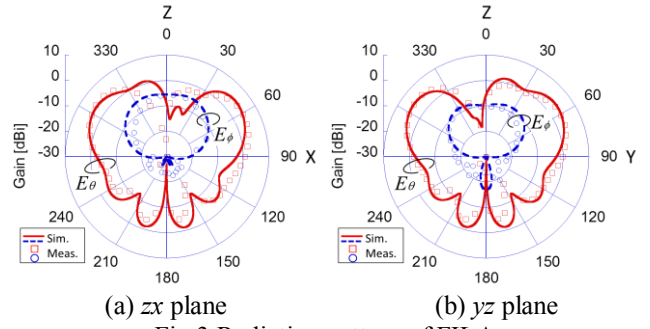 Z Z
0 0
330 30 330 30
10 10
0 60 0 60
-10 -10
-20 -20
-30 90 X -30 90 Y
Gain [dBi] Gain [dBi]
Eϕ Eϕ
Eθ Eθ
240 120 240 120
Sim. Sim.
Meas. Meas.
210 150 210 150
180 180
(a) zx plane (b) yz plane